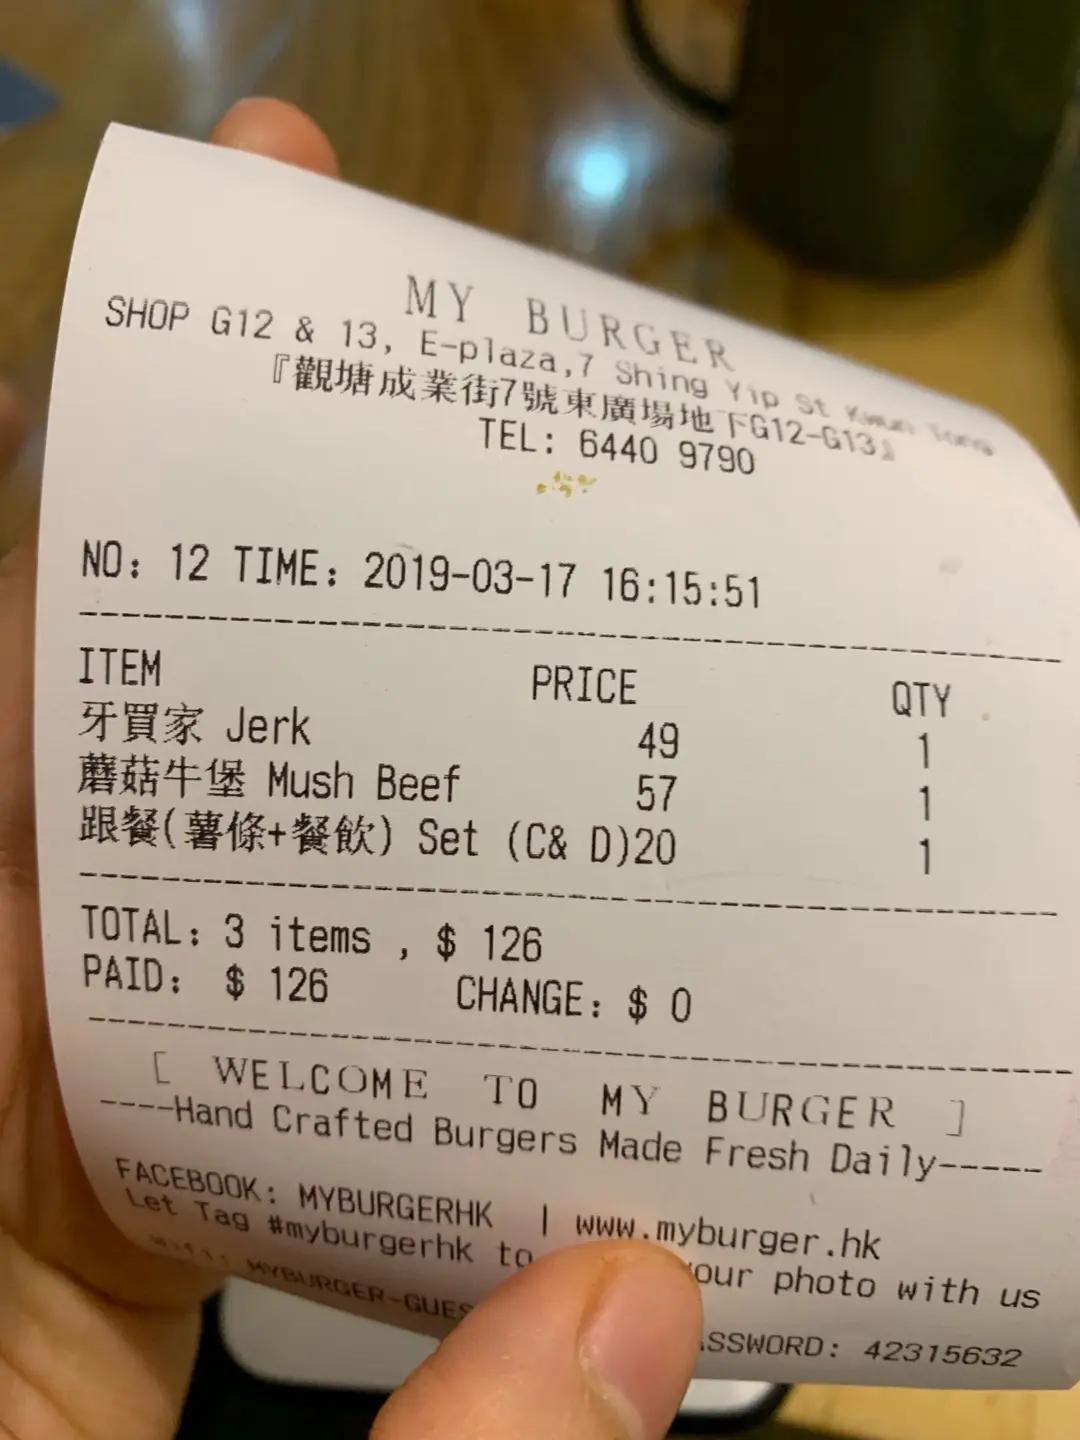 MY BURGER
SHOP G12 & 13, E-plaza,7 Shing Yip St Kwun Tong
『觀塘成業街7號東廣場地下G12-G13』
TEL: 6440 9790
NO: 12 TIME: 2019-03-17 16:15:51
ITEM PRICE QTY
牙買家 Jerk 49 1
蘑菇牛堡 Mush Beef 57 1
跟餐(薯條+餐飲) Set (C& D)20 1
TOTAL: 3 items , $ 126
PAID: $ 126 CHANGE: $ 0
[ WELCOME TO MY BURGER ]
----Hand Crafted Burgers Made Fresh Daily-----
FACEBOOK: MYBURGERHK | www.myburger.hk
Let Tag #myburgerhk to our photo with us
MYBURGER-GUES ASSWORD: 42315632